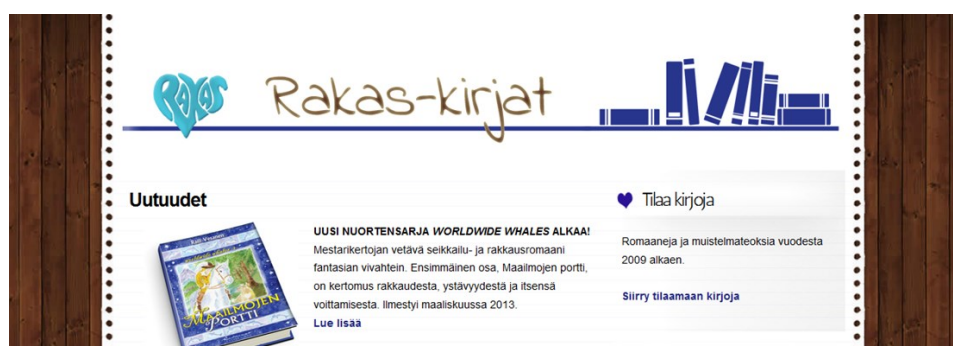 RAKAS
Rakas-kirjat
Uutuudet
UUSI NUORTENSARJA WORLDWIDE WHALES ALKAA!
Mestarikertojan vetävä seikkailu- ja rakkausromaani
fantasian vivahtein. Ensimmäinen osa, Maailmojen portti,
on kertomus rakkaudesta, ystävyydestä ja itsensä
voittamisesta. Ilmestyi maaliskuussa 2013.
Lue lisää
MAAILMOJEN
PORTTI
Tilaa kirjoja
Romaaneja ja muistelmateoksia vuodesta
2009 alkaen.
Siirry tilaamaan kirjoja